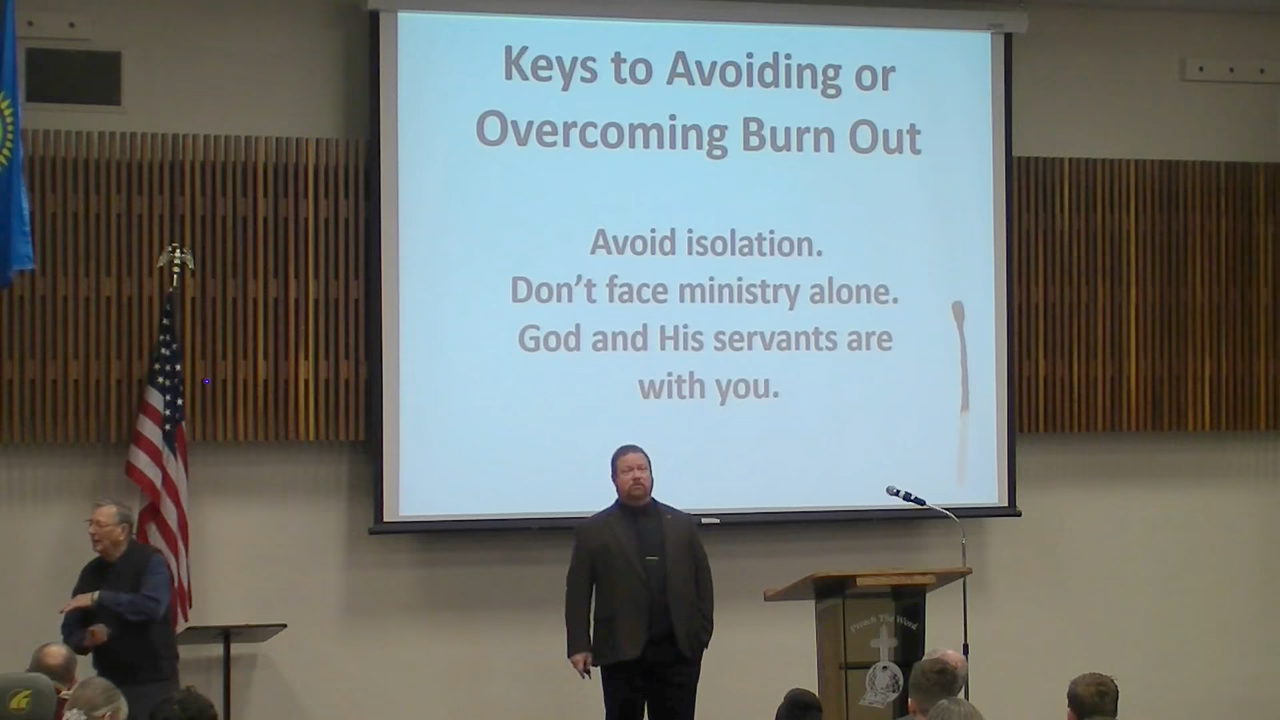 Keys to Avoiding or
Overcoming Burn Out
Avoid isolation.
Don’t face ministry alone.
God and His servants are
with you.
Preach The Word